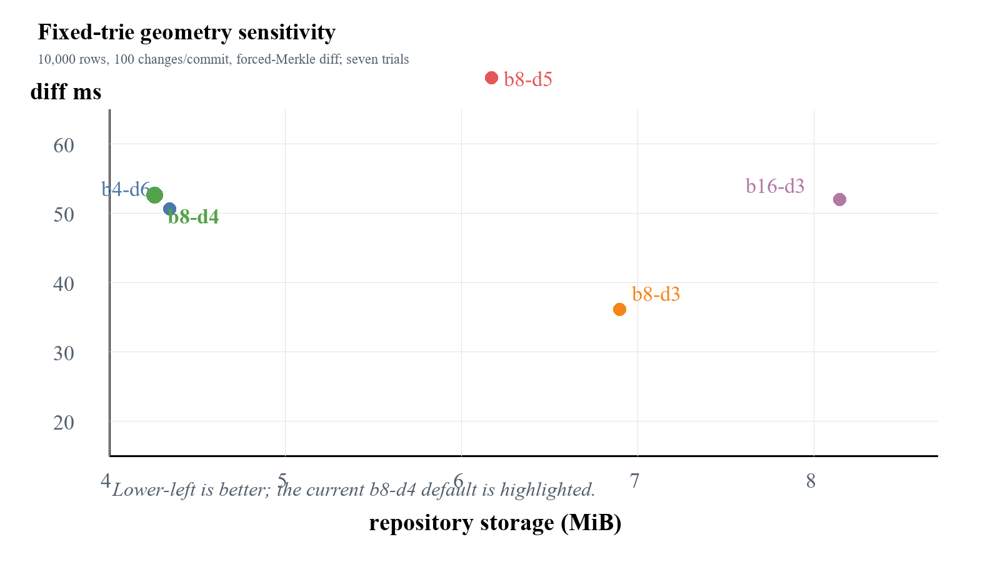 Fixed-trie geometry sensitivity
10,000 rows, 100 changes/commit, forced-Merkle diff; seven trials
b8-d5
diff ms
60
b16-d3
b4-d6
50
b8-d4
40
b8-d3
30
20
4 5 6 7 8
Lower-left is better; the current b8-d4 default is highlighted.
repository storage (MiB)